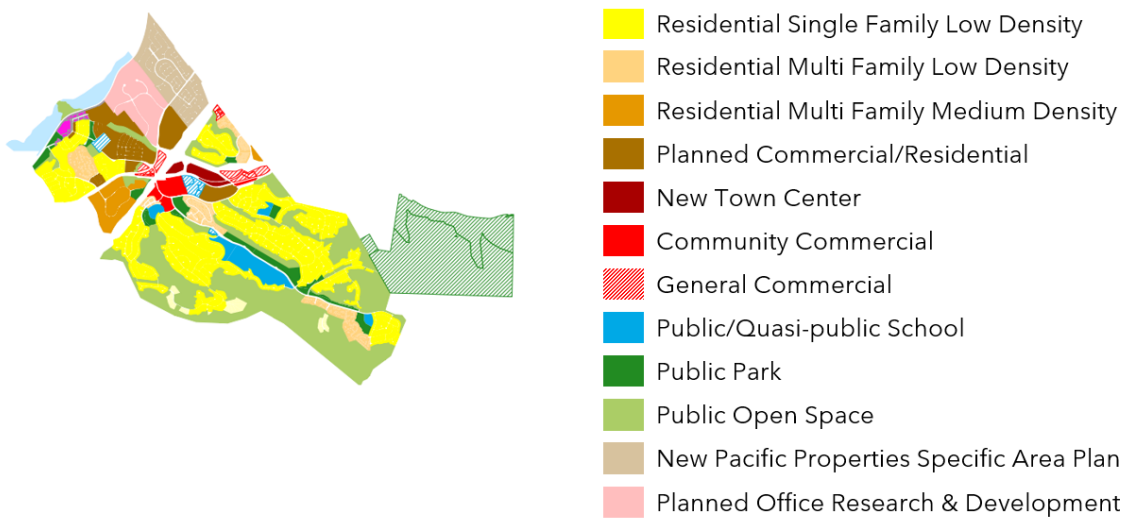 Residential Single Family Low Density
Residential Multi Family Low Density
Residential Multi Family Medium Density
Planned Commercial/Residential
New Town Center
Community Commercial
General Commercial
Public/Quasi-public School
Public Park
Public Open Space
New Pacific Properties Specific Area Plan
Planned Office Research & Development